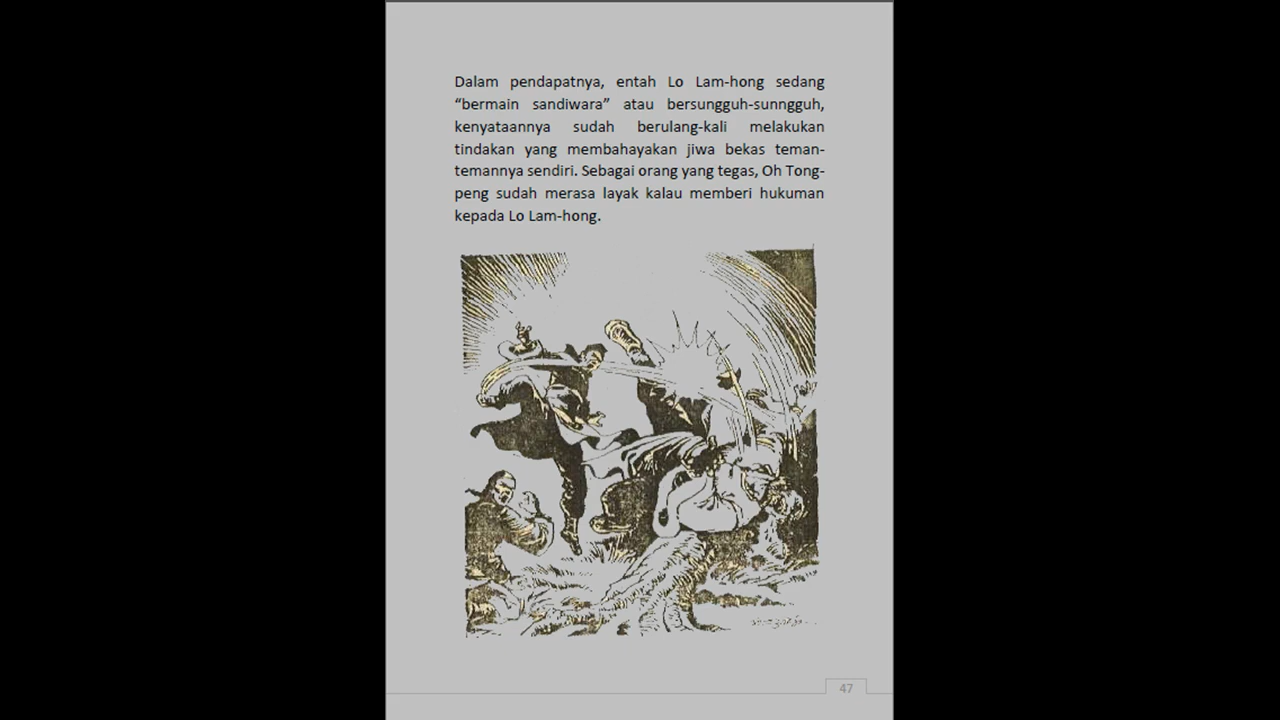 Dalam pendapatnya, entah Lo Lam-hong sedang
“bermain sandiwara” atau bersungguh-sunngguh,
kenyataannya sudah berulang-kali melakukan
tindakan yang membahayakan jiwa bekas teman-
temannya sendiri. Sebagai orang yang tegas, Oh Tong-
peng sudah merasa layak kalau memberi hukuman
kepada Lo Lam-hong.
47